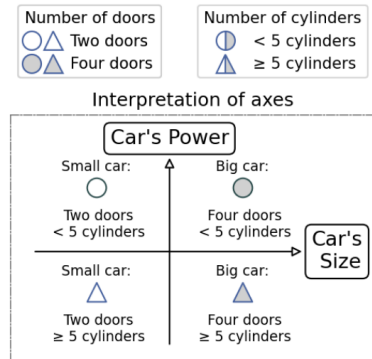 Number of doors
Two doors
Four doors
Number of cylinders
< 5 cylinders
≥ 5 cylinders
Interpretation of axes
Car's Power
Small car:
Two doors
< 5 cylinders
Big car:
Four doors
< 5 cylinders
Car's
Size
Small car:
Two doors
≥ 5 cylinders
Big car:
Four doors
≥ 5 cylinders